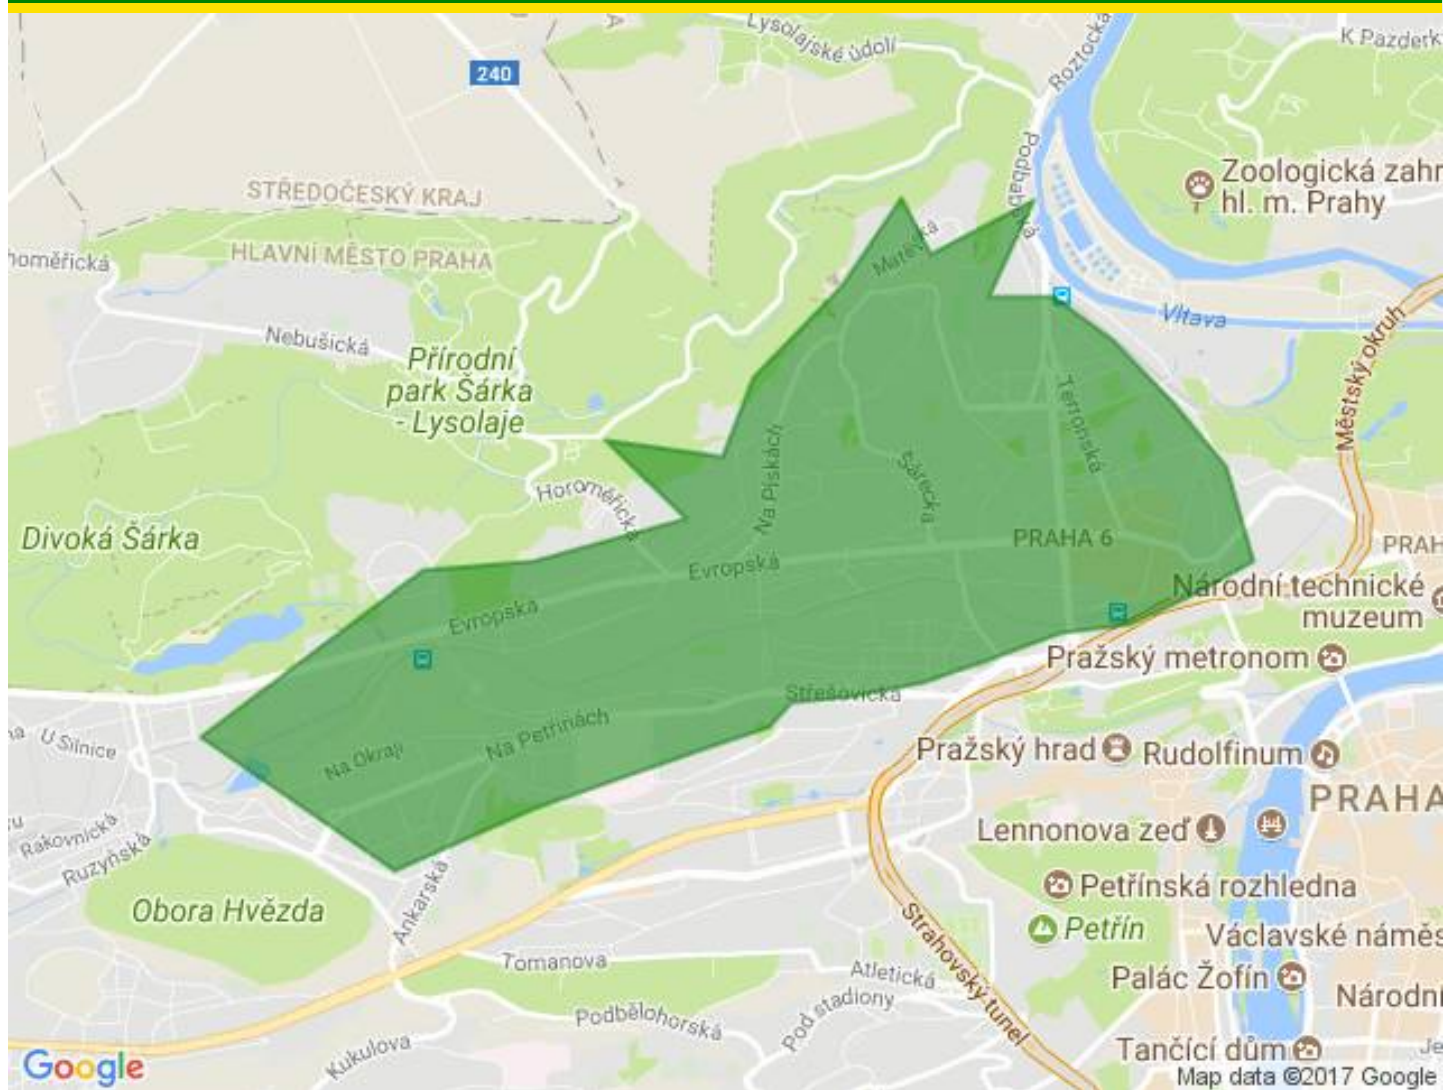 Lysolajské údolí
Roztocká
K Pazderk
240
Podbabská
STŘEDOČESKÝ KRAJ
Zoologická zahr
hl. m. Prahy
HLAVNÍ MĚSTO PRAHA
homěřická
Matějská
Vltava
Nebušická
Městský okruh
Přírodní
park Šárka
- Lysolaje
Terronská
Na Pískách
Šárecká
Horoměřická
Divoká Šárka
PRAHA 6
PRAH
Evropská
Národní technické
muzeum
Evropská
Pražský metronom
Střešovická
Na Petřinách
U Silnice
Na Okraji
Pražský hrad
Rudolfinum
PRAHA
Rakovnická
Lennonova zeď
Ruzyňská
Petřínská rozhledna
Obora Hvězda
Ankarská
Petřín
Václavské náměs
Strahovský tunel
Tomanova
Atletická
Palác Žofín
Národní
Pod stadiony
Podbělohorská
Kukulova
Tančící dům
Je
Google
Map data ©2017 Google